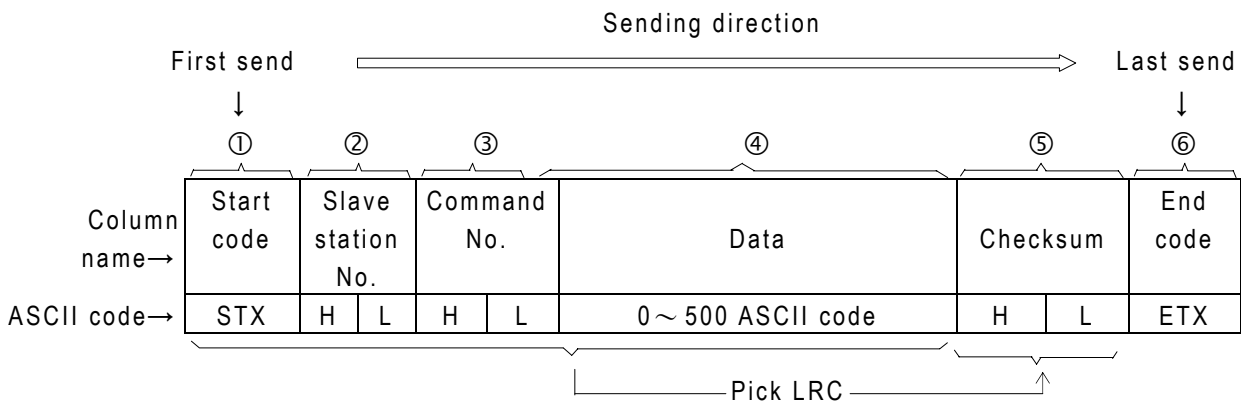 Sending direction
First send
Last send
↓
↓
① ② ③ ④ ⑤ ⑥
Column name→
Start code
Slave station No.
Command No.
Data
Checksum
End code
ASCII code→ STX H L H L 0～500 ASCII code H L ETX
Pick LRC